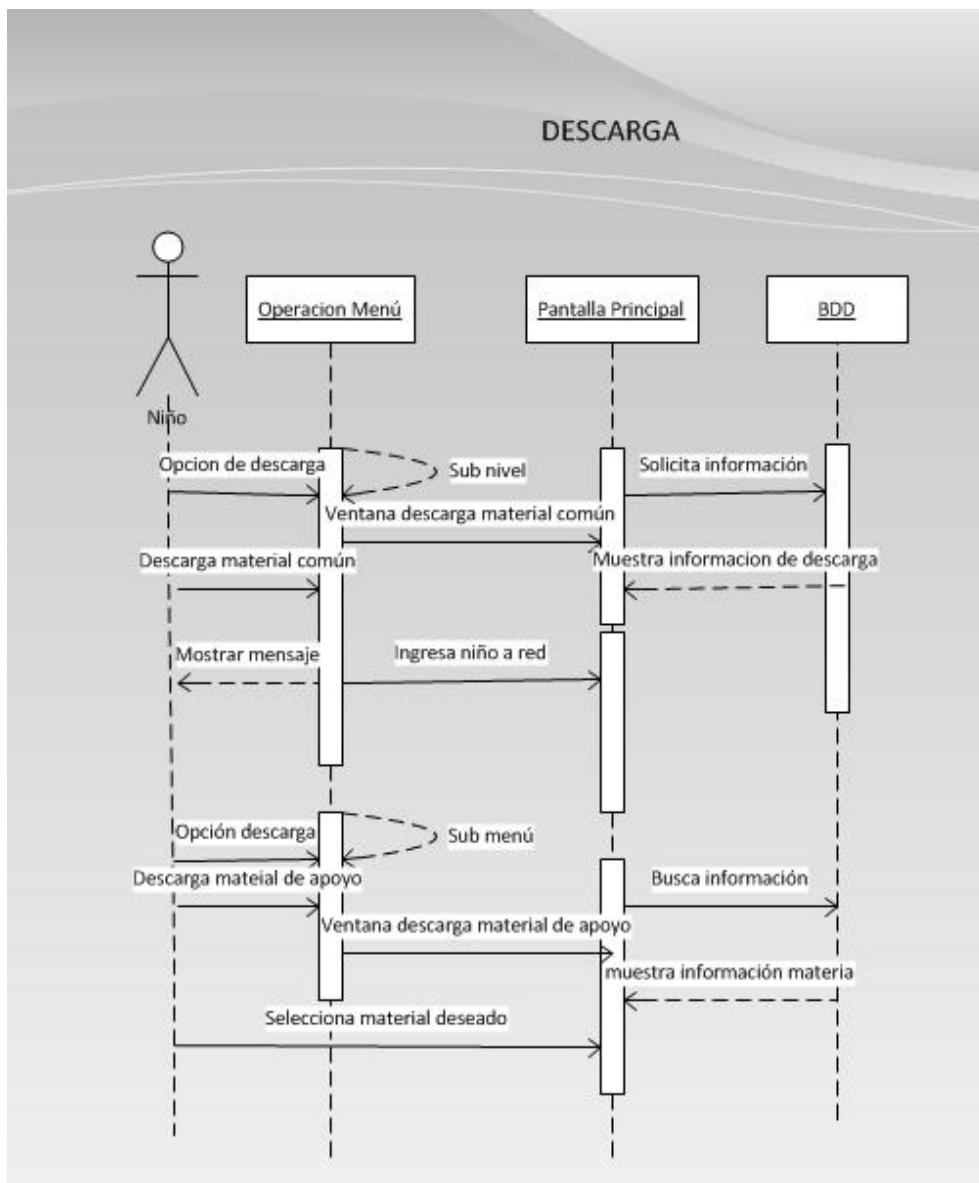 DESCARGA
Operacion Menú
Pantalla Principal
BDD
Niño
Opcion de descarga
Sub nivel
Solicita información
Ventana descarga material común
Descarga material común
Muestra informacion de descarga
Mostrar mensaje
Ingresa niño a red
Opción descarga
Sub menú
Descarga mateial de apoyo
Busca información
Ventana descarga material de apoyo
muestra información materia
Selecciona material deseado